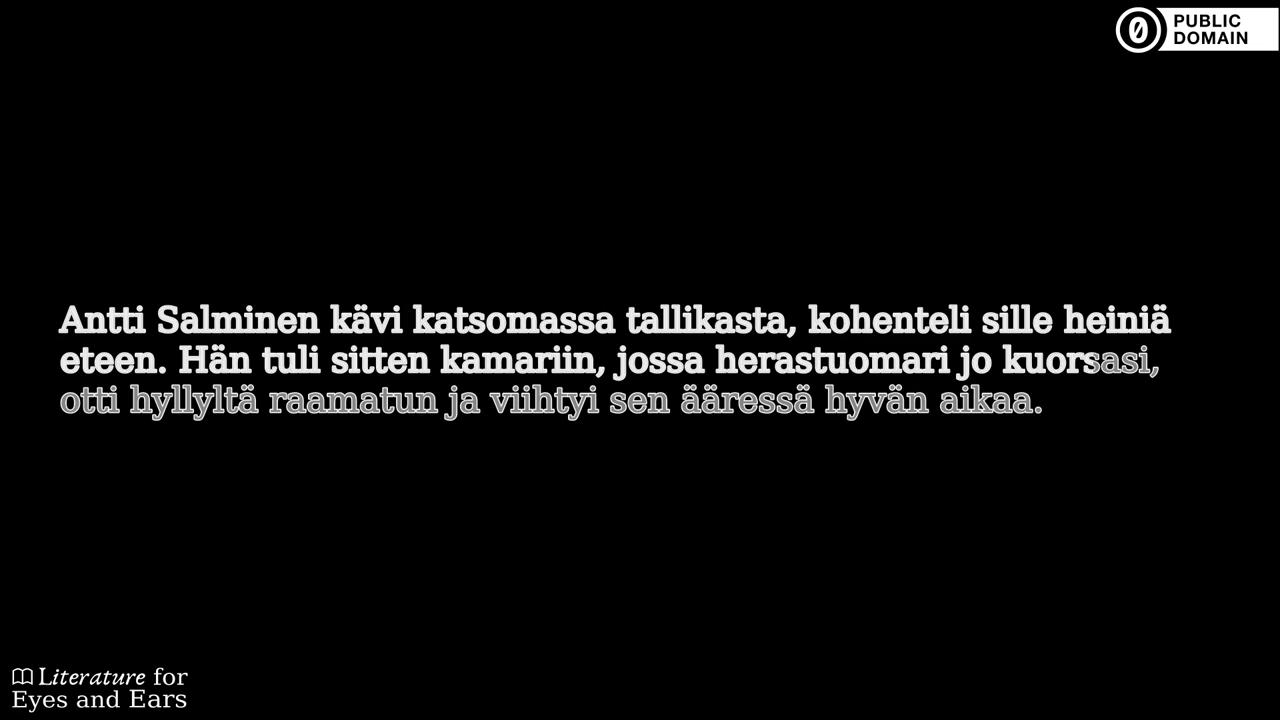 PUBLIC
DOMAIN
Antti Salminen kävi katsomassa tallikasta, kohenteli sille heiniä
eteen. Hän tuli sitten kamariin, jossa herastuomari jo kuorsasi,
otti hyllyltä raamatun ja viihtyi sen ääressä hyvän aikaa.
Literature for
Eyes and Ears